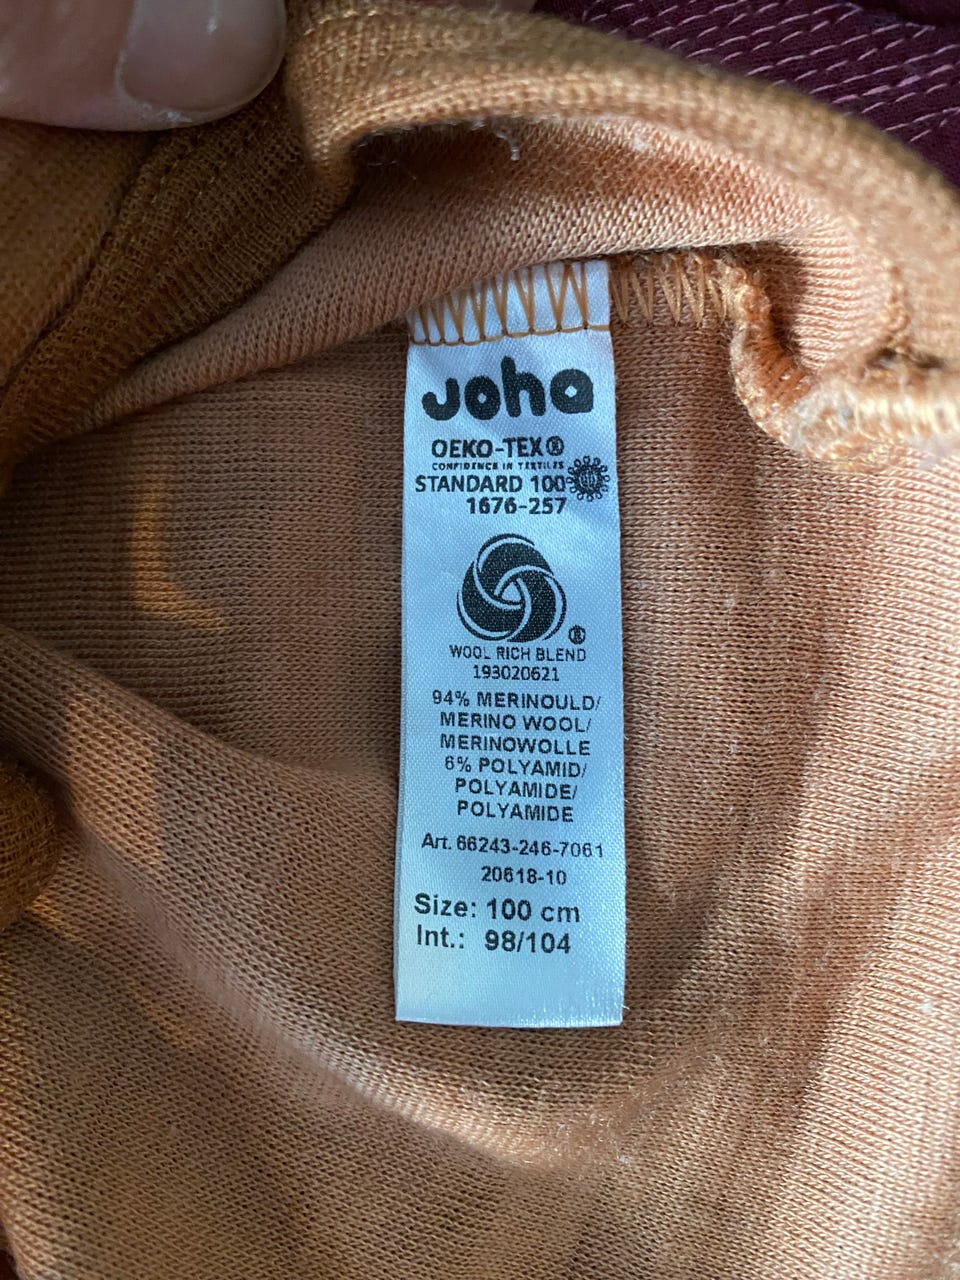 Joha
OEKO-TEX®
CONFIDENCE IN TEXTILES
STANDARD 100
1676-257
®
WOOL RICH BLEND
193020621
94% MERINOULD/
MERINO WOOL/
MERINOWOLLE
6% POLYAMID/
POLYAMIDE/
POLYAMIDE
Art. 66243-246-7061
20618-10
Size: 100 cm
Int.: 98/104